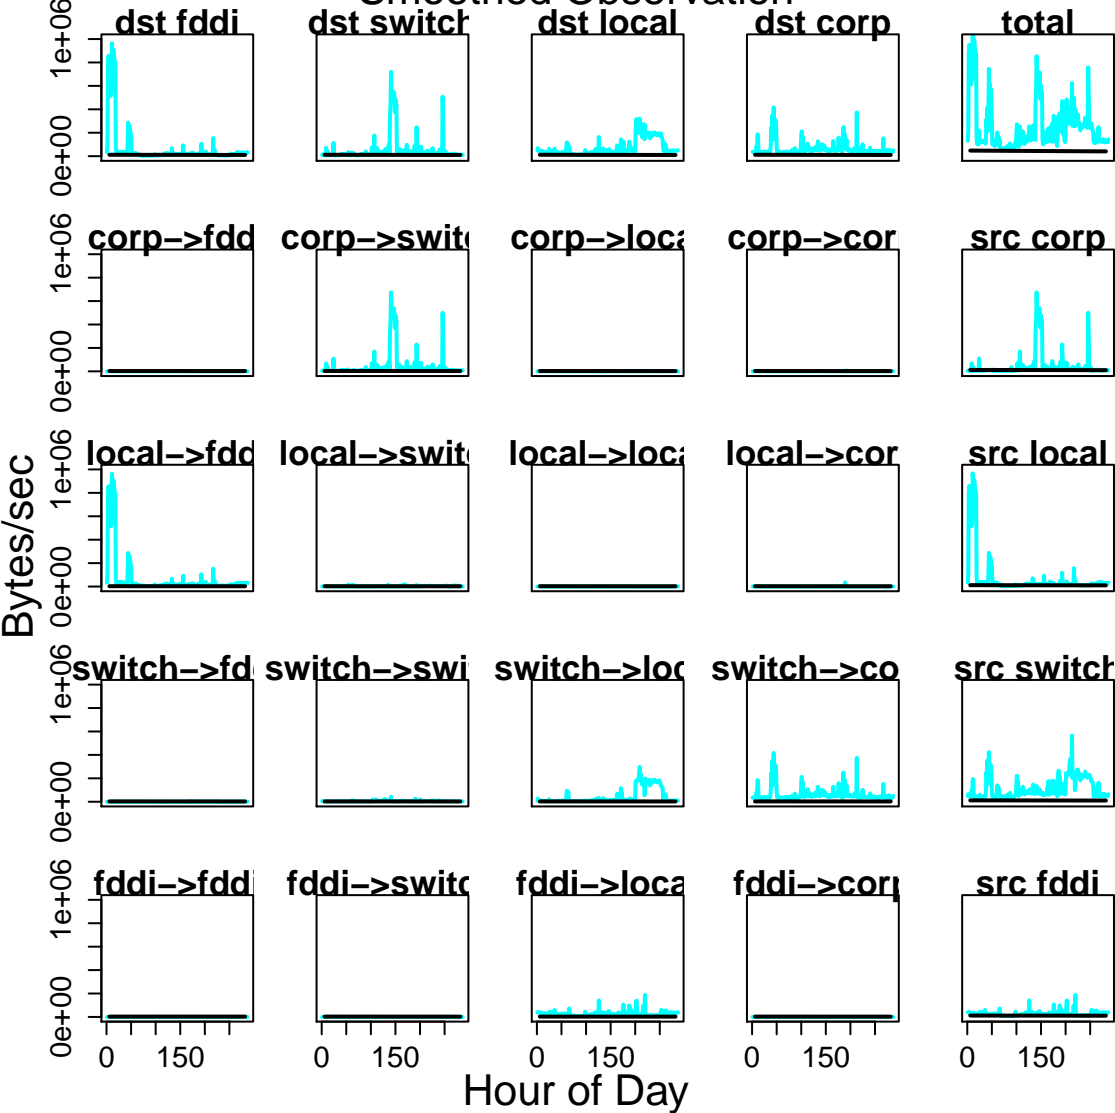 Smoothed Observation
dst fddi dst switch dst local dst corp total
1e+06
0e+00
corp->fdd corp->swit corp->loca corp->cor src corp
1e+06
0e+00
local->fdd local->swit local->loca local->cor src local
1e+06
0e+00
Bytes/sec
switch->fd switch->swi switch->loc switch->co src switch
1e+06
0e+00
fddi->fddi fddi->switc fddi->loca fddi->corp src fddi
1e+06
0e+00
0 150 0 150 0 150 0 150 0 150
Hour of Day